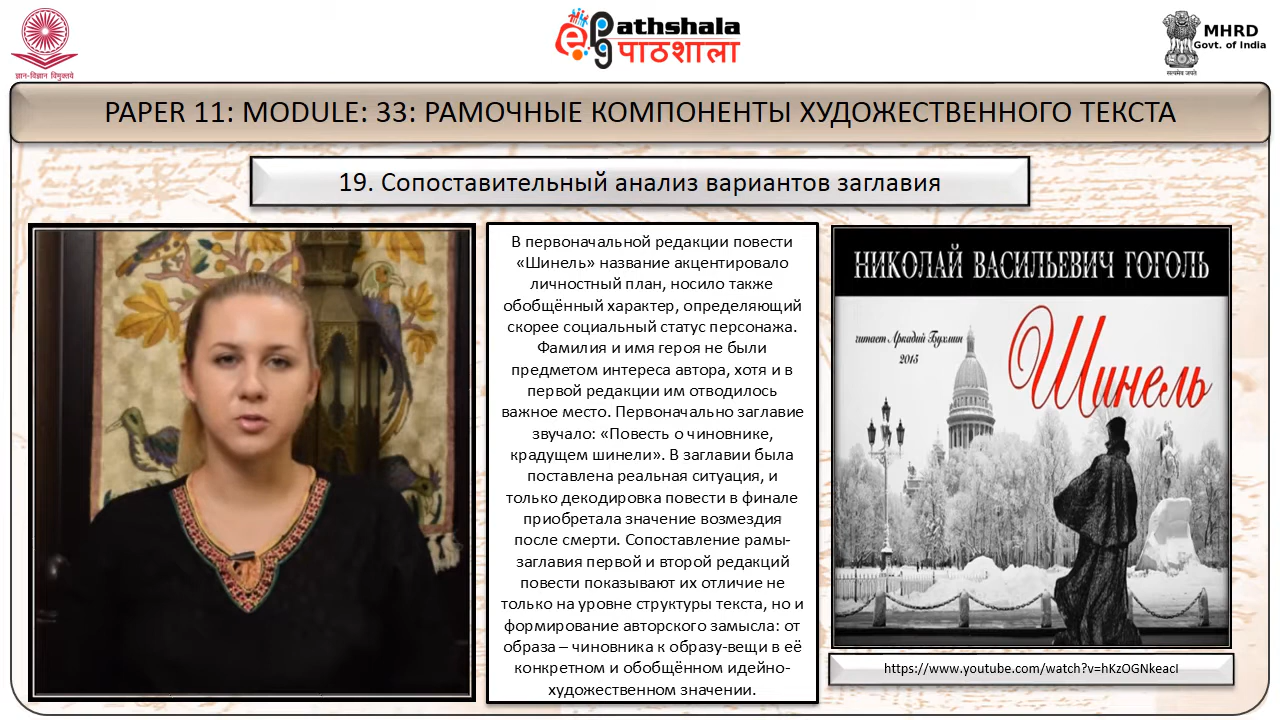 ज्ञान-विज्ञान विमुक्तये
ePg Pathshala
पाठशाला
MHRD
Govt. of India
सत्यमेव जयते
PAPER 11: MODULE: 33: РАМОЧНЫЕ КОМПОНЕНТЫ ХУДОЖЕСТВЕННОГО ТЕКСТА
19. Сопоставительный анализ вариантов заглавия
В первоначальной редакции повести
«Шинель» название акцентировало
личностный план, носило также
обобщённый характер, определяющий
скорее социальный статус персонажа.
Фамилия и имя героя не были
предметом интереса автора, хотя и в
первой редакции им отводилось
важное место. Первоначально заглавие
звучало: «Повесть о чиновнике,
крадущем шинели». В заглавии была
поставлена реальная ситуация, и
только декодировка повести в финале
приобретала значение возмездия
после смерти. Сопоставление рамы-
заглавия первой и второй редакций
повести показывают их отличие не
только на уровне структуры текста, но и
формирование авторского замысла: от
образа – чиновника к образу-вещи в её
конкретном и обобщённом идейно-
художественном значении.
НИКОЛАЙ ВАСИЛЬЕВИЧ ГОГОЛЬ
читает Аркадий Бухмин
2015
Шинель
https://www.youtube.com/watch?v=hKzOGNkeacI